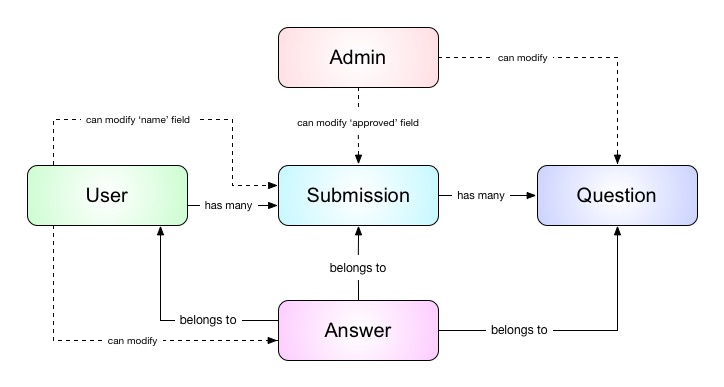 Admin
can modify
can modify ‘name’ field
can modify ‘approved’ field
User
has many
Submission
has many
Question
belongs to
belongs to
Answer
belongs to
can modify